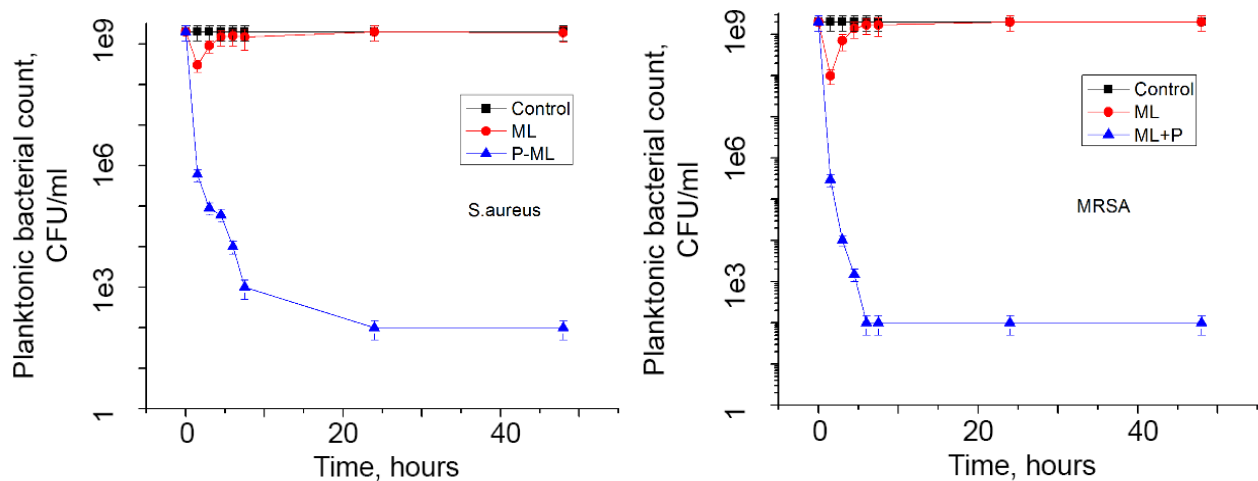 Planktonic bacterial count,
CFU/ml
1e9
1e6
1e3
1
Control
ML
P-ML
S.aureus
0
20
40
Time, hours
Planktonic bacterial count,
CFU/ml
1e9
1e6
1e3
1
Control
ML
ML+P
MRSA
0
20
40
Time, hours